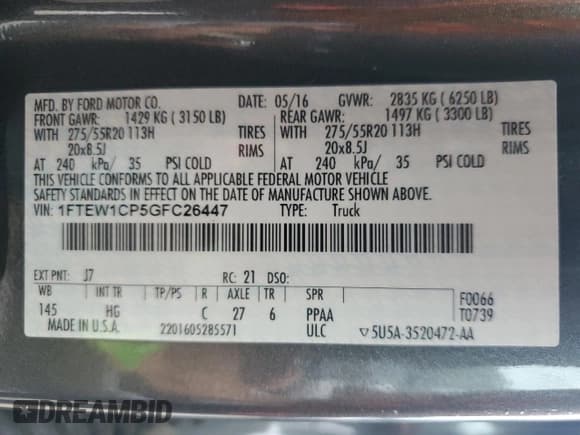 MFD. BY FORD MOTOR CO. DATE: 05/16 GVWR: 2835 KG ( 6250 LB)
FRONT GAWR: 1429 KG ( 3150 LB) REAR GAWR: 1497 KG ( 3300 LB)
WITH 275/55R20 113H TIRES WITH 275/55R20 113H TIRES
20x8.5J RIMS 20x8.5J RIMS
AT 240 kPa/ 35 PSI COLD AT 240 kPa/ 35 PSI COLD
THIS VEHICLE CONFORMS TO ALL APPLICABLE FEDERAL MOTOR VEHICLE
SAFETY STANDARDS IN EFFECT ON THE DATE OF MANUFACTURE SHOWN ABOVE.
VIN: 1FTEW1CP5GFC26447 TYPE: Truck
EXT PNT: J7 RC: 21 DSO:
WB INT TR TP/PS R AXLE TR SPR F0066
145 HG C 27 6 PPAA T0739
MADE IN U.S.A. 2201605285571 ULC ▽5U5A-3520472-AA
DREAMBID